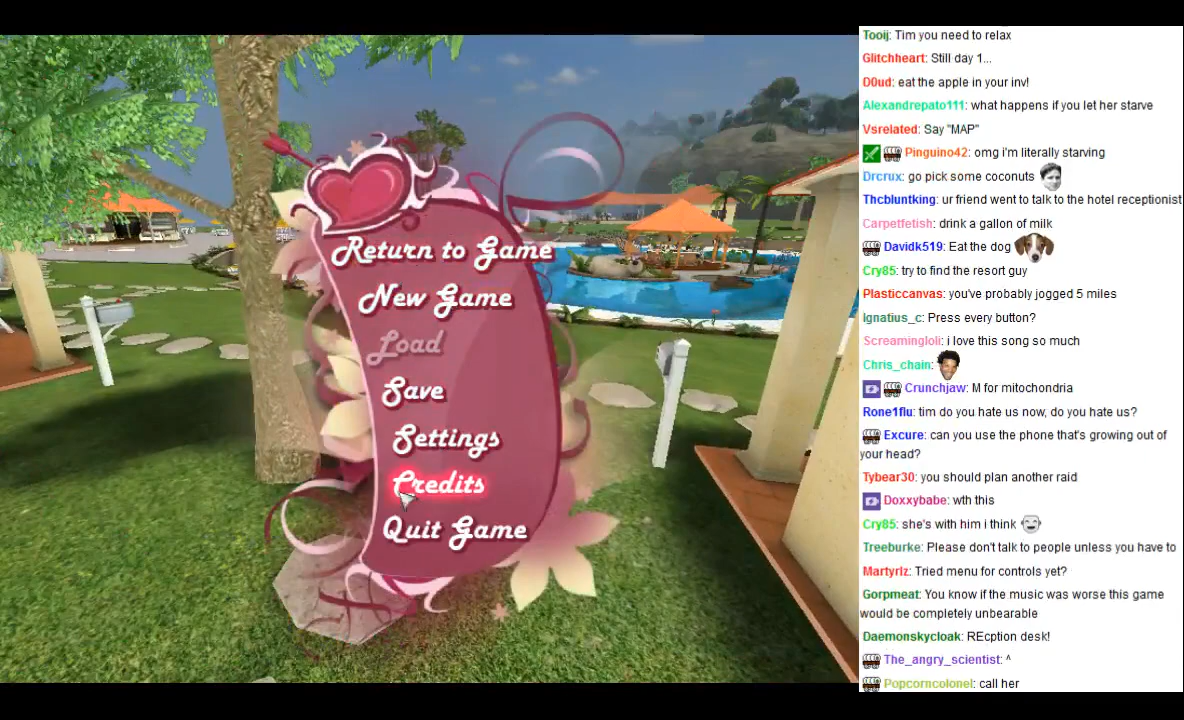 Return to Game
New Game
Load
Save
Settings
Credits
Quit Game
Tooij: Tim you need to relax
Glitchheart: Still day 1...
D0ud: eat the apple in your inv!
Alexandrepato111: what happens if you let her starve
Vsrelated: Say "MAP"
Pinguino42: omg i'm literally starving
Drcrux: go pick some coconuts
Thcbluntking: ur friend went to talk to the hotel receptionist
Carpetfetish: drink a gallon of milk
Davidk519: Eat the dog
Cry85: try to find the resort guy
Plasticcanvas: you've probably jogged 5 miles
Ignatius_c: Press every button?
Screamingloli: i love this song so much
Chris_chain:
Crunchjaw: M for mitochondria
Rone1flu: tim do you hate us now, do you hate us?
Excure: can you use the phone that's growing out of
your head?
Tybear30: you should plan another raid
Doxxybabe: wth this
Cry85: she's with him i think
Treeburke: Please don't talk to people unless you have to
Martyrlz: Tried menu for controls yet?
Gorpmeat: You know if the music was worse this game
would be completely unbearable
Daemonskycloak: REcption desk!
The_angry_scientist: ^
Popcorncolonel: call her